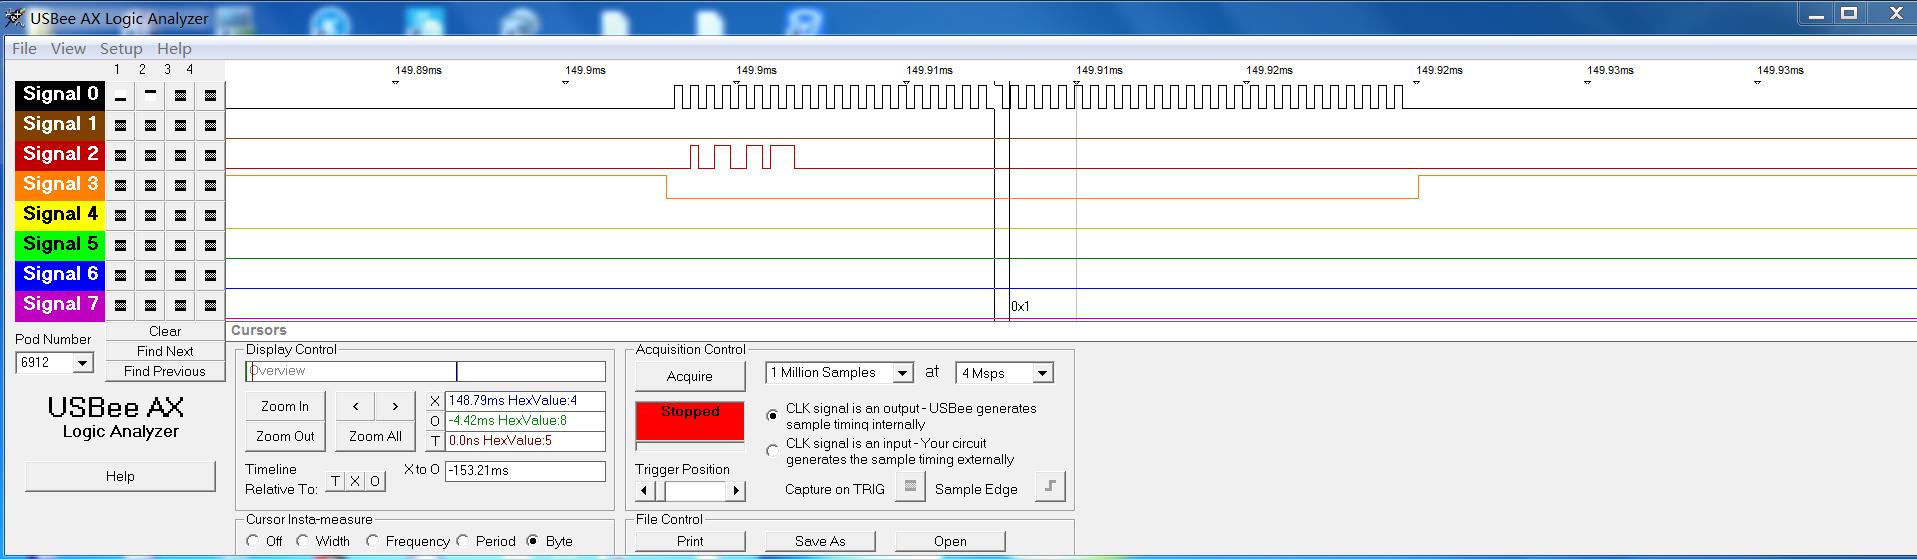 USBee AX Logic Analyzer
File View Setup Help
1 2 3 4
149.89ms 149.9ms 149.9ms 149.91ms 149.91ms 149.92ms 149.92ms 149.93ms 149.93ms
Signal 0
Signal 1
Signal 2
Signal 3
Signal 4
Signal 5
Signal 6
Signal 7
0x1
Pod Number
6912
Clear
Find Next
Find Previous
USBee AX
Logic Analyzer
Help
Cursors
Display Control
Overview
Zoom In < > X 148.79ms HexValue:4
O -4.42ms HexValue:8
Zoom Out Zoom All T 0.0ns HexValue:5
Timeline
Relative To: T X O
X to O -153.21ms
Cursor Insta-measure
Off Width Frequency Period Byte
Acquisition Control
Acquire 1 Million Samples at 4 Msps
Stopped
CLK signal is an output - USBee generates
sample timing internally
CLK signal is an input - Your circuit
generates the sample timing externally
Trigger Position
Capture on TRIG Sample Edge
File Control
Print Save As Open